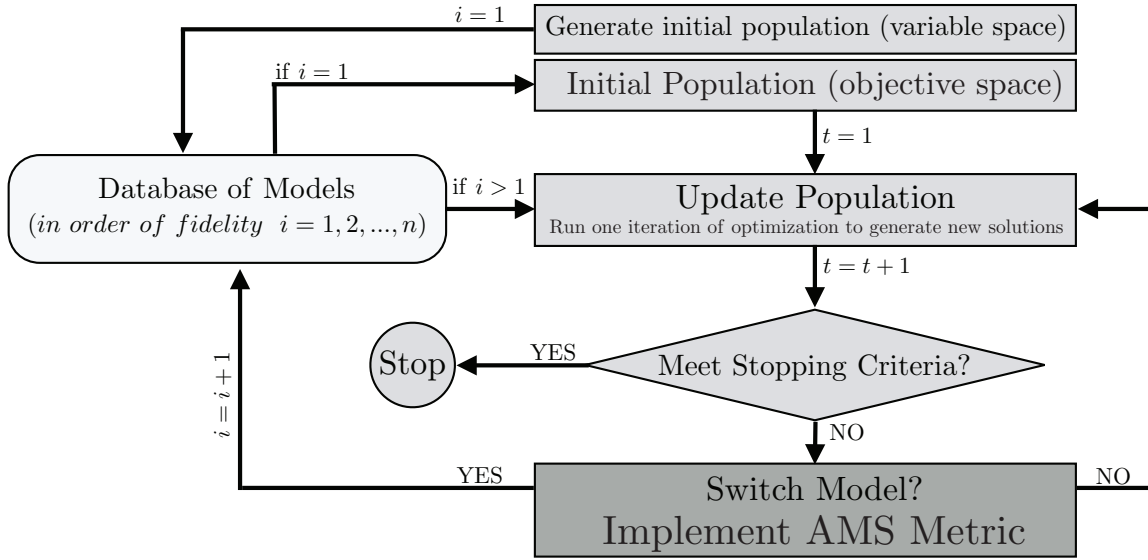 i = 1
Generate initial population (variable space)
if i = 1
Initial Population (objective space)
t = 1
Database of Models
(in order of fidelity i = 1, 2, ..., n)
if i > 1
Update Population
Run one iteration of optimization to generate new solutions
t = t + 1
Stop
YES
Meet Stopping Criteria?
i = i + 1
NO
YES
Switch Model?
NO
Implement AMS Metric